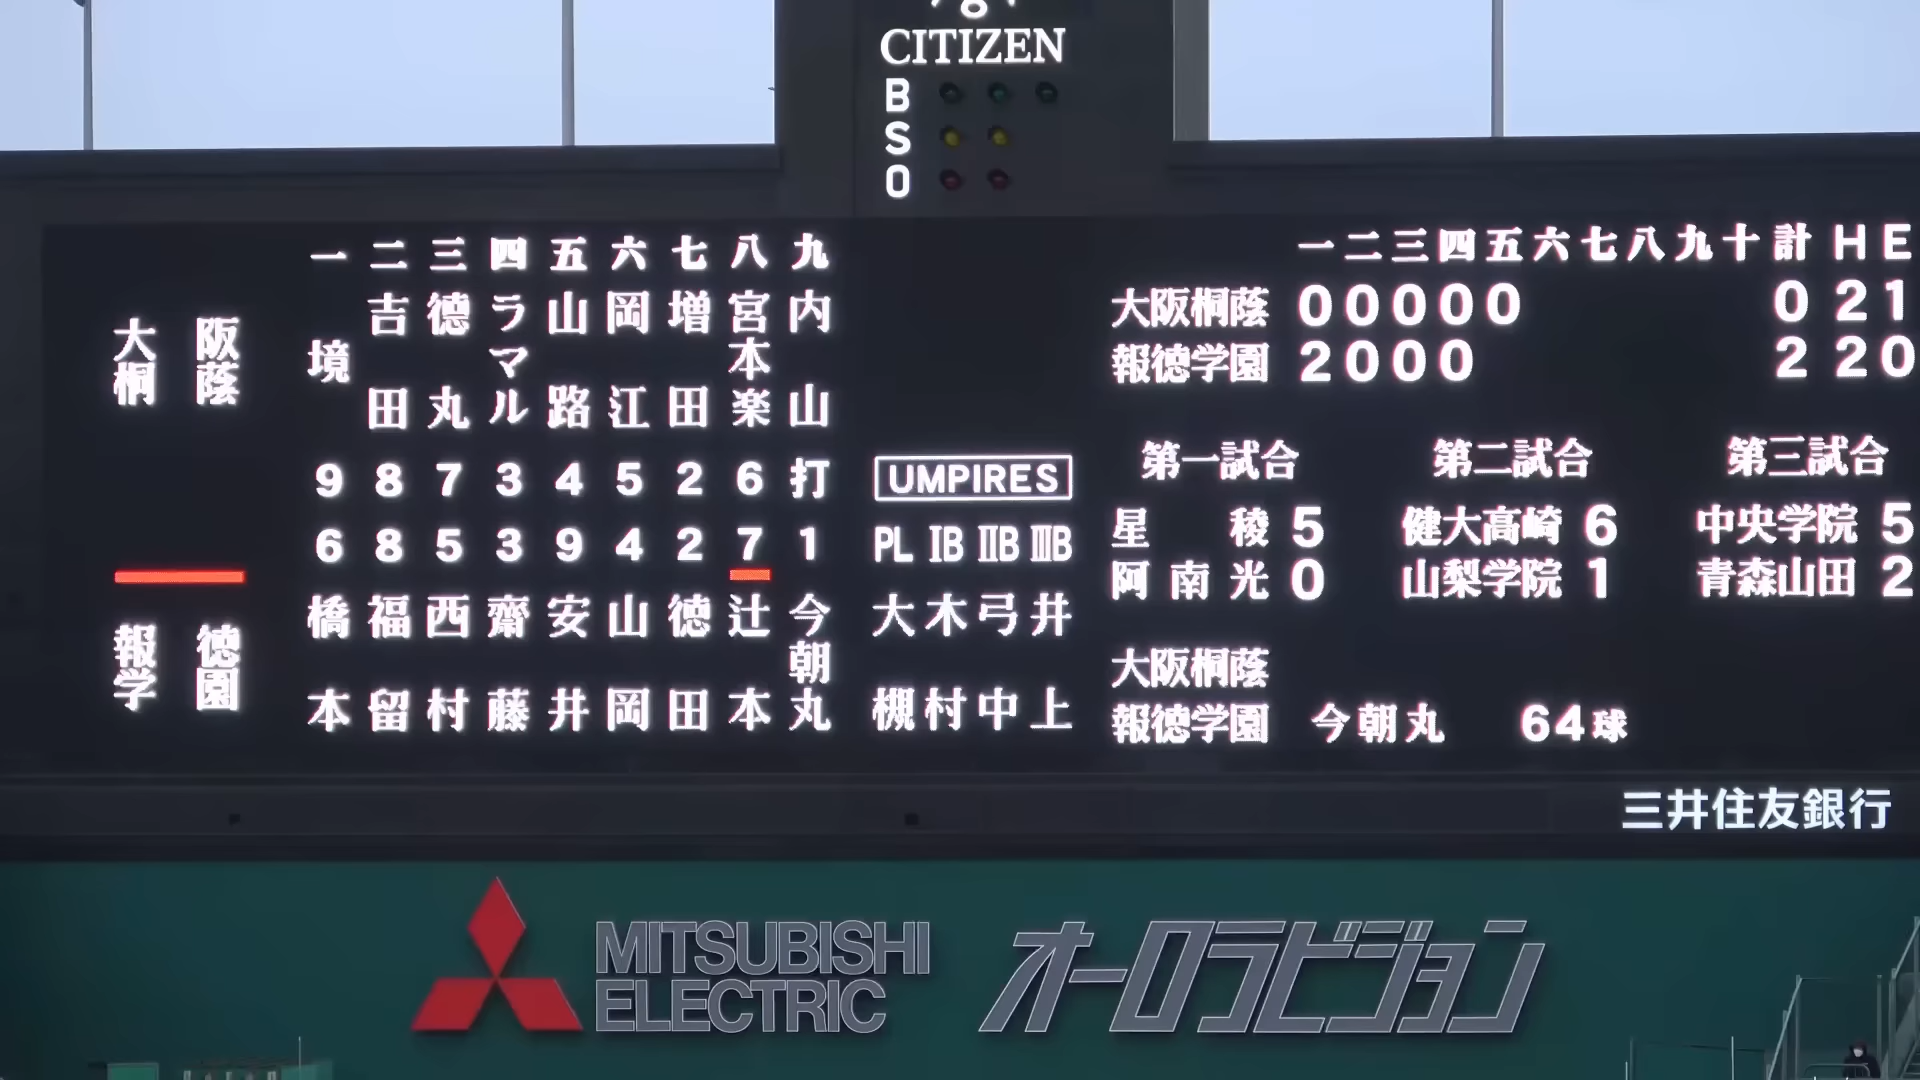 CITIZEN
B
S
O
一 二 三 四 五 六 七 八 九
大桐 阪蔭
境 吉田 徳丸 ラマル 山路 岡江 増田 宮本楽 内山
9 8 7 3 4 5 2 6 打
6 8 5 3 9 4 2 7 1
報学 徳園
橋本 福留 西村 齋藤 安井 山岡 徳田 辻本 今朝丸
UMPIRES
PL ⅠB ⅡB ⅢB
大槻 木村 弓中 井上
一 二 三 四 五 六 七 八 九 十 計 H E
大阪桐蔭 0 0 0 0 0 0 2 1
報徳学園 2 0 0 0 2 2 0
第一試合 第二試合 第三試合
星稜 5 健大高崎 6 中央学院 5
阿南光 0 山梨学院 1 青森山田 2
大阪桐蔭
報徳学園 今朝丸 64球
三井住友銀行
MITSUBISHI
ELECTRIC
オーロラビジョン